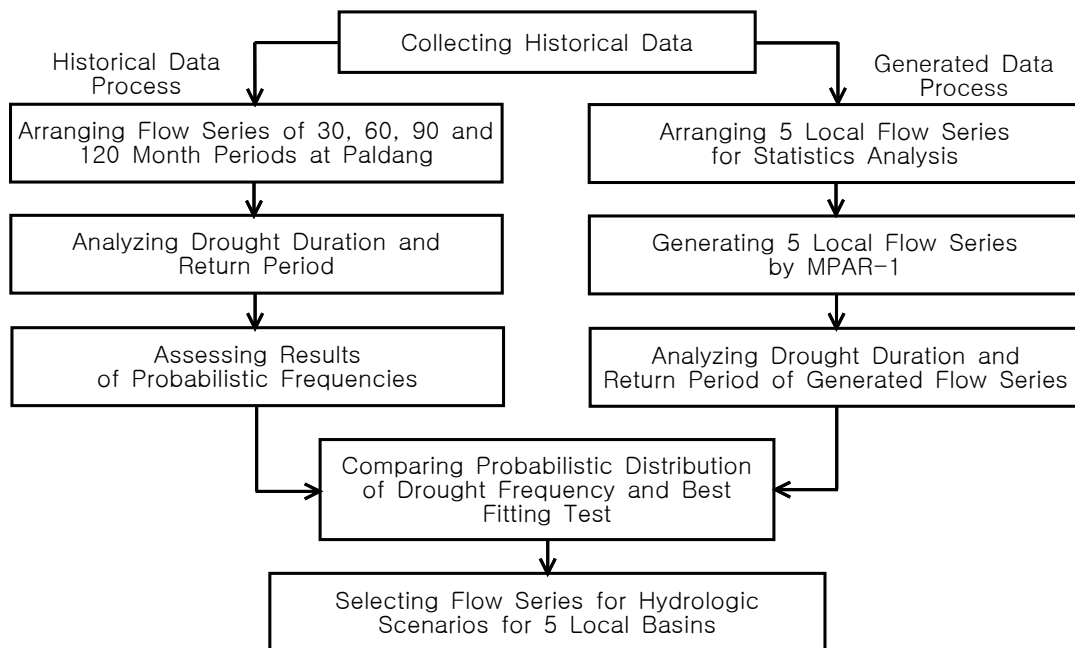 Collecting Historical Data
Historical Data
Process
Generated Data
Process
Arranging Flow Series of 30, 60, 90 and
120 Month Periods at Paldang
Arranging 5 Local Flow Series
for Statistics Analysis
Analyzing Drought Duration and
Return Period
Generating 5 Local Flow Series
by MPAR-1
Assessing Results
of Probabilistic Frequencies
Analyzing Drought Duration and
Return Period of Generated Flow Series
Comparing Probabilistic Distribution
of Drought Frequency and Best
Fitting Test
Selecting Flow Series for Hydrologic
Scenarios for 5 Local Basins